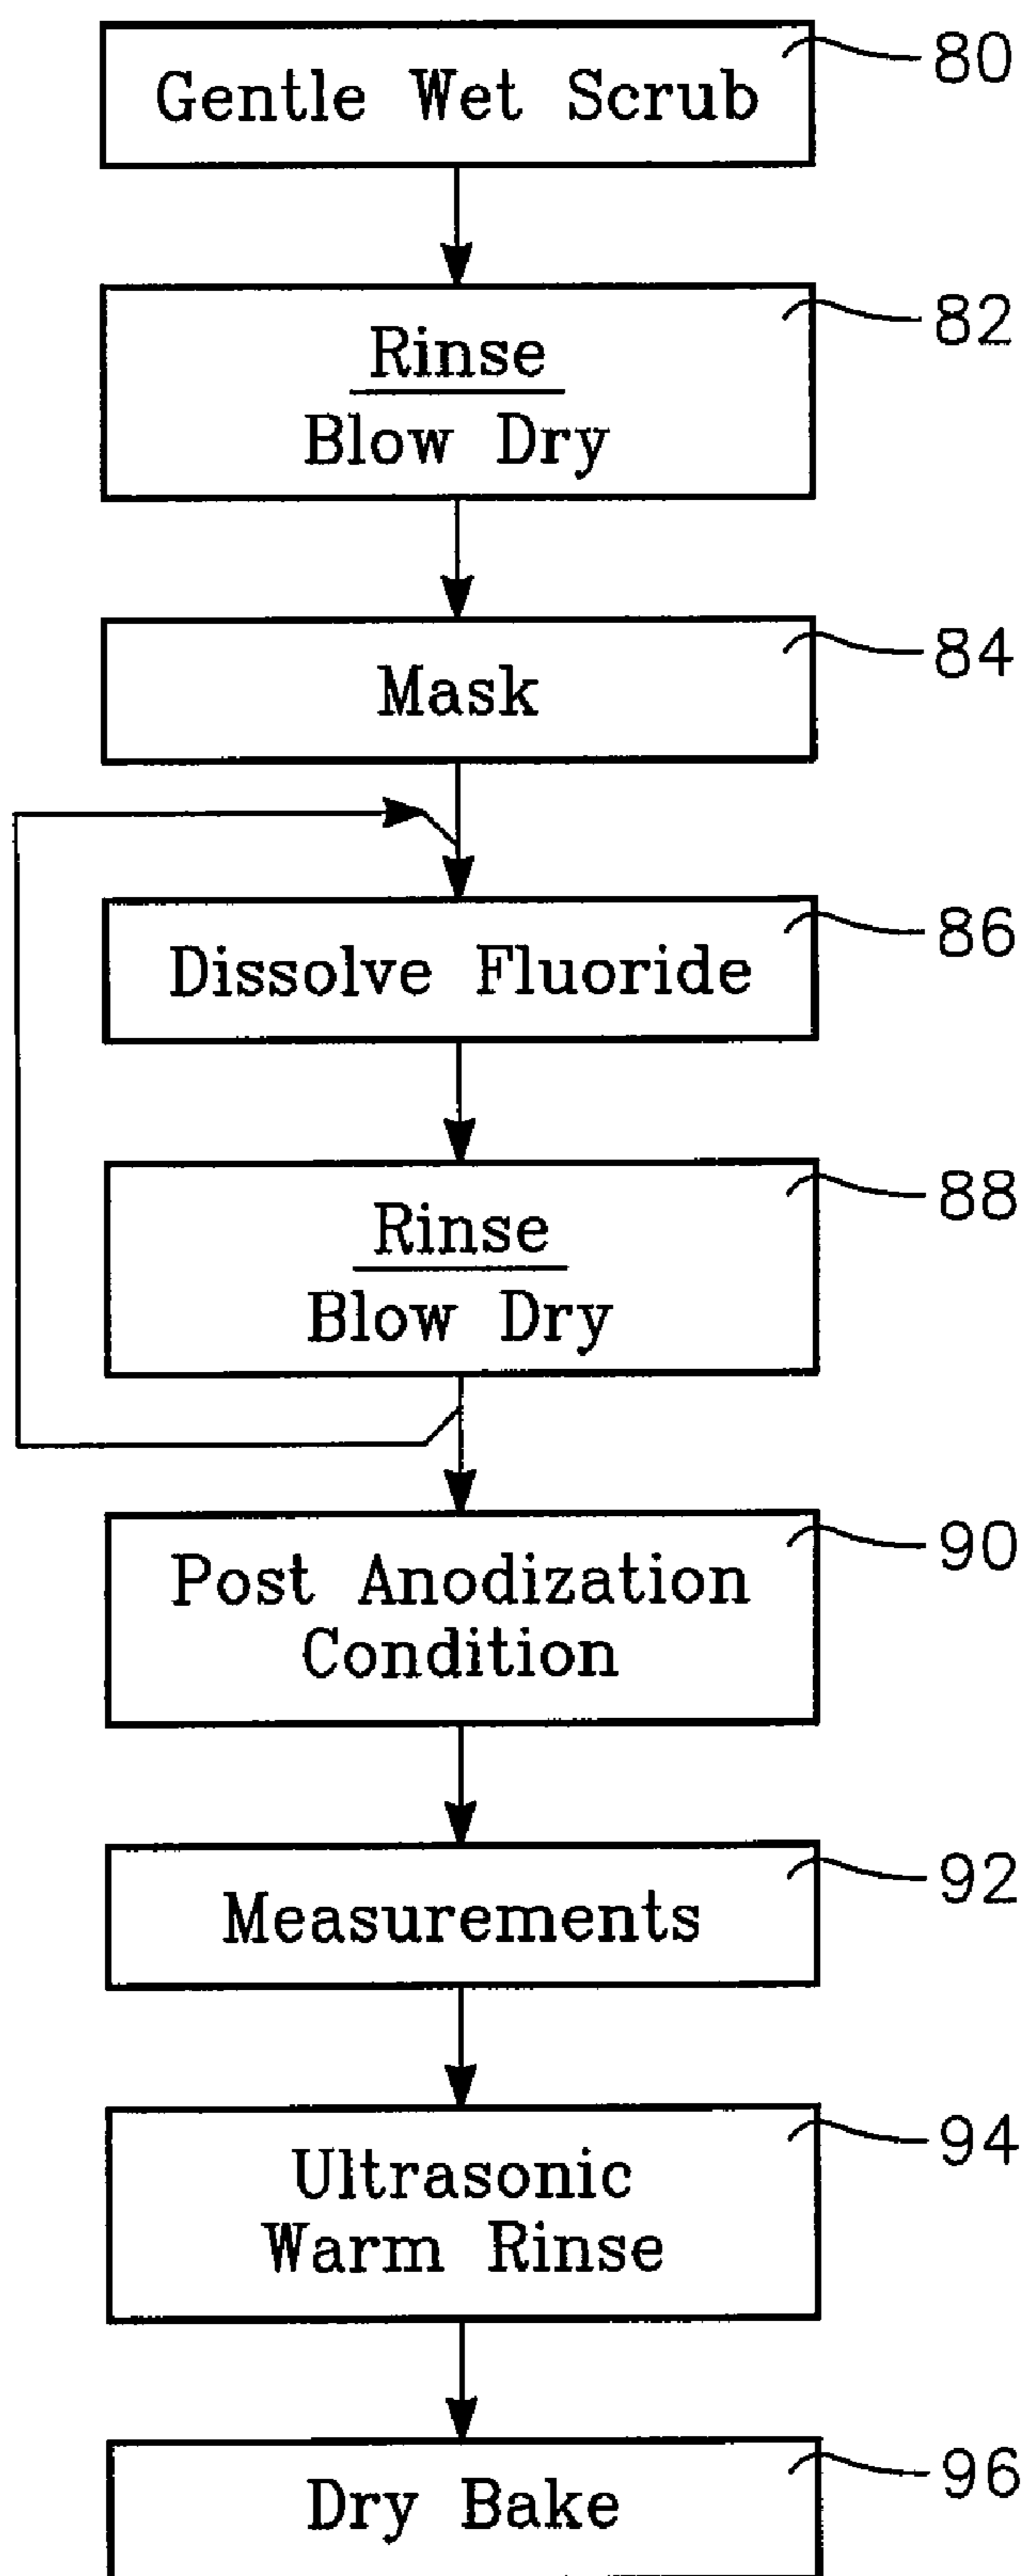 Gentle Wet Scrub
80
Rinse
Blow Dry
82
Mask
84
Dissolve Fluoride
86
Rinse
Blow Dry
88
Post Anodization
Condition
90
Measurements
92
Ultrasonic
Warm Rinse
94
Dry Bake
96